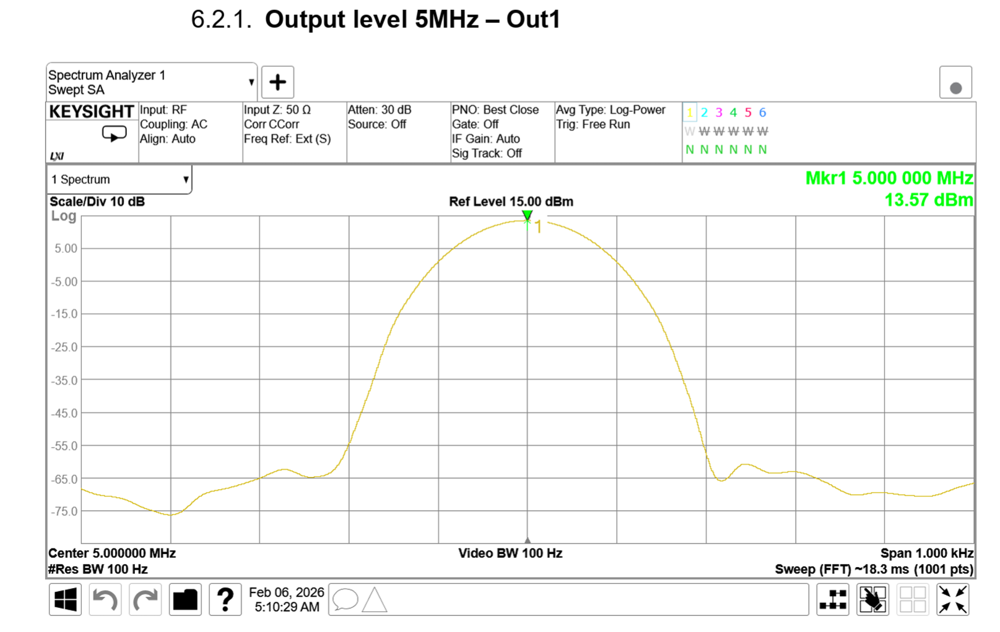 6.2.1. Output level 5MHz – Out1
Spectrum Analyzer 1
Swept SA
KEYSIGHT
LXI
Input: RF
Coupling: AC
Align: Auto
Input Z: 50 Ω
Corr CCorr
Freq Ref: Ext (S)
Atten: 30 dB
Source: Off
PNO: Best Close
Gate: Off
IF Gain: Auto
Sig Track: Off
Avg Type: Log-Power
Trig: Free Run
1 2 3 4 5 6
W W W W W W
N N N N N N
1 Spectrum
Mkr1 5.000 000 MHz
13.57 dBm
Scale/Div 10 dB
Ref Level 15.00 dBm
Log
1
5.00
-5.00
-15.0
-25.0
-35.0
-45.0
-55.0
-65.0
-75.0
Center 5.000000 MHz
Video BW 100 Hz
Span 1.000 kHz
#Res BW 100 Hz
Sweep (FFT) ~18.3 ms (1001 pts)
?
Feb 06, 2026
5:10:29 AM